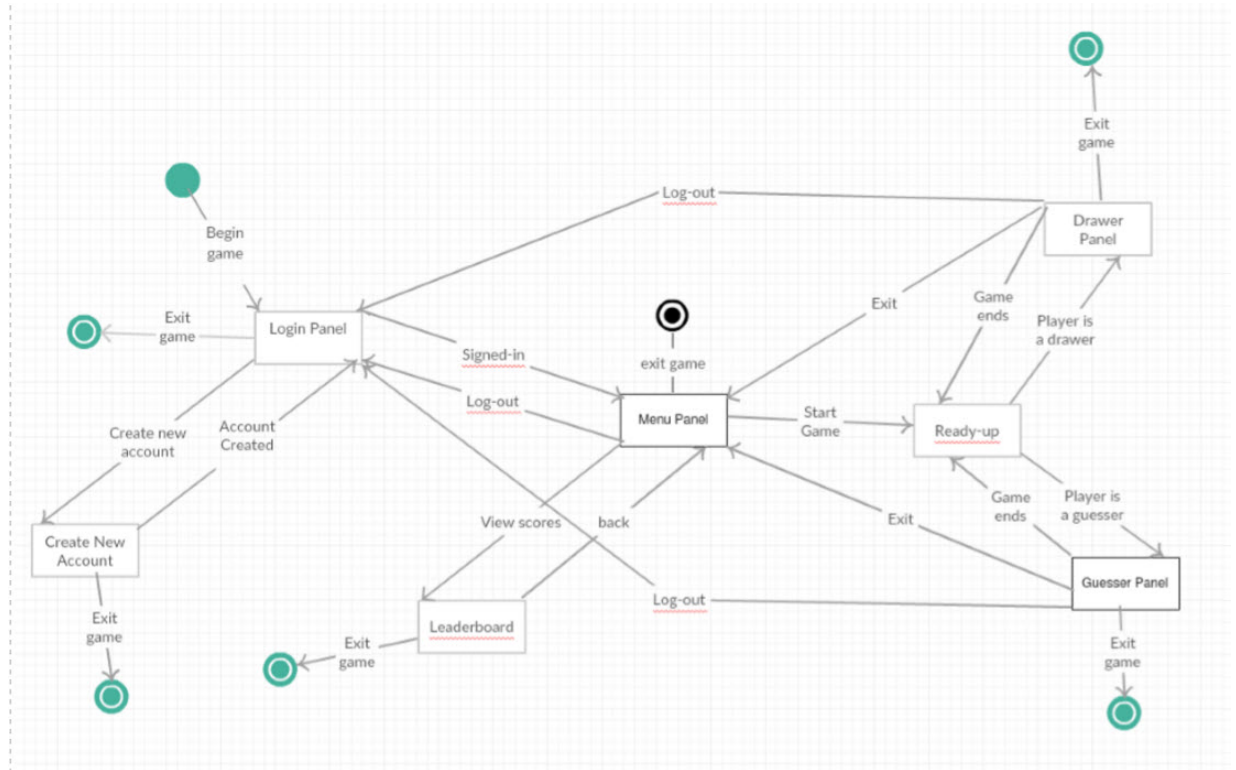 Exit
game
Drawer
Panel
Log-out
Begin
game
Exit
game
Login Panel
Exit
Game
ends
Player is
a drawer
Signed-in
exit game
Log-out
Menu Panel
Start
Game
Ready-up
Create new
account
Account
Created
View scores
back
Exit
Game
ends
Player is
a guesser
Create New
Account
Guesser Panel
Log-out
Exit
game
Leaderboard
Exit
game
Exit
game